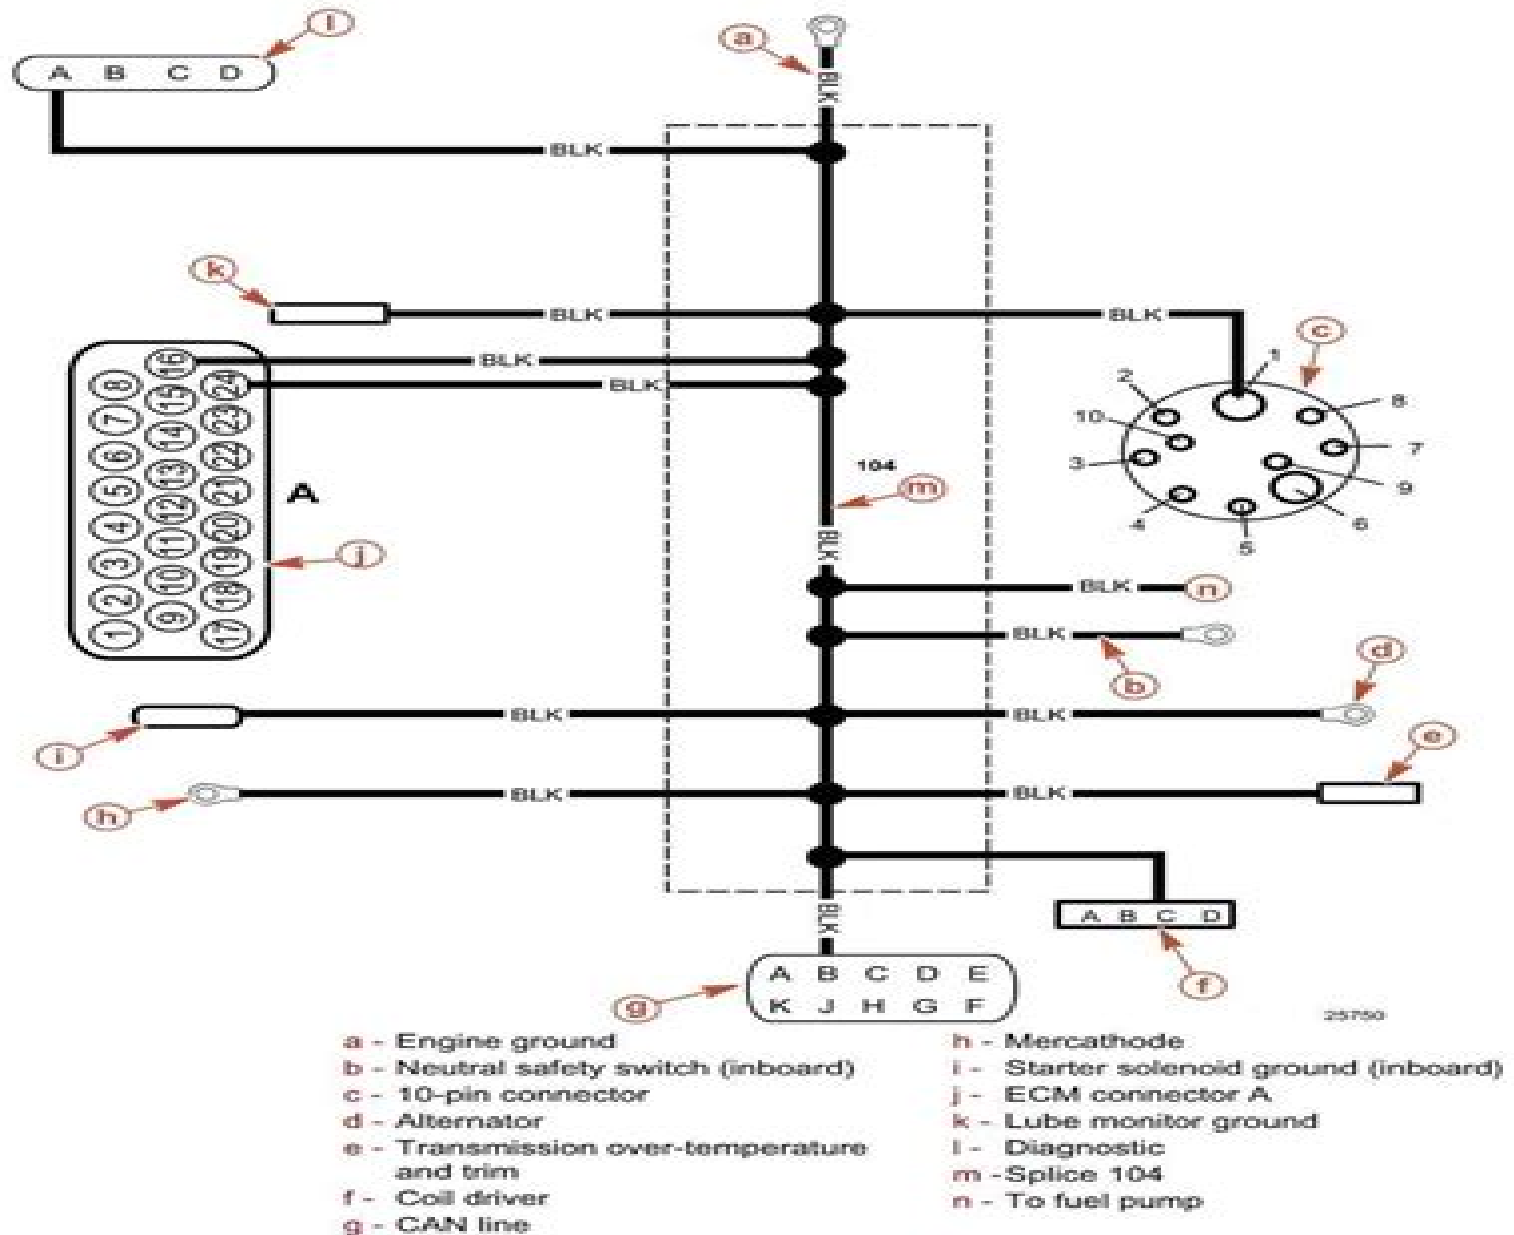 l
a
A B C D
BLK
BLK
k
BLK
BLK
c
BLK
BLK
1
2
8
10
7
3
9
4
6
5
16
8
24
15
7
23
14
6
22
13
5
21
12
4
20
11
3
19
10
2
18
9
1
17
A
j
104
m
BLK
BLK
n
BLK
b
d
BLK
BLK
i
e
BLK
BLK
h
BLK
A B C D
f
A B C D E
K J H G F
g
25750
a - Engine ground
b - Neutral safety switch (inboard)
c - 10-pin connector
d - Alternator
e - Transmission over-temperature
and trim
f - Coil driver
g - CAN line
h - Mercathode
i - Starter solenoid ground (inboard)
j - ECM connector A
k - Lube monitor ground
l - Diagnostic
m -Splice 104
n - To fuel pump